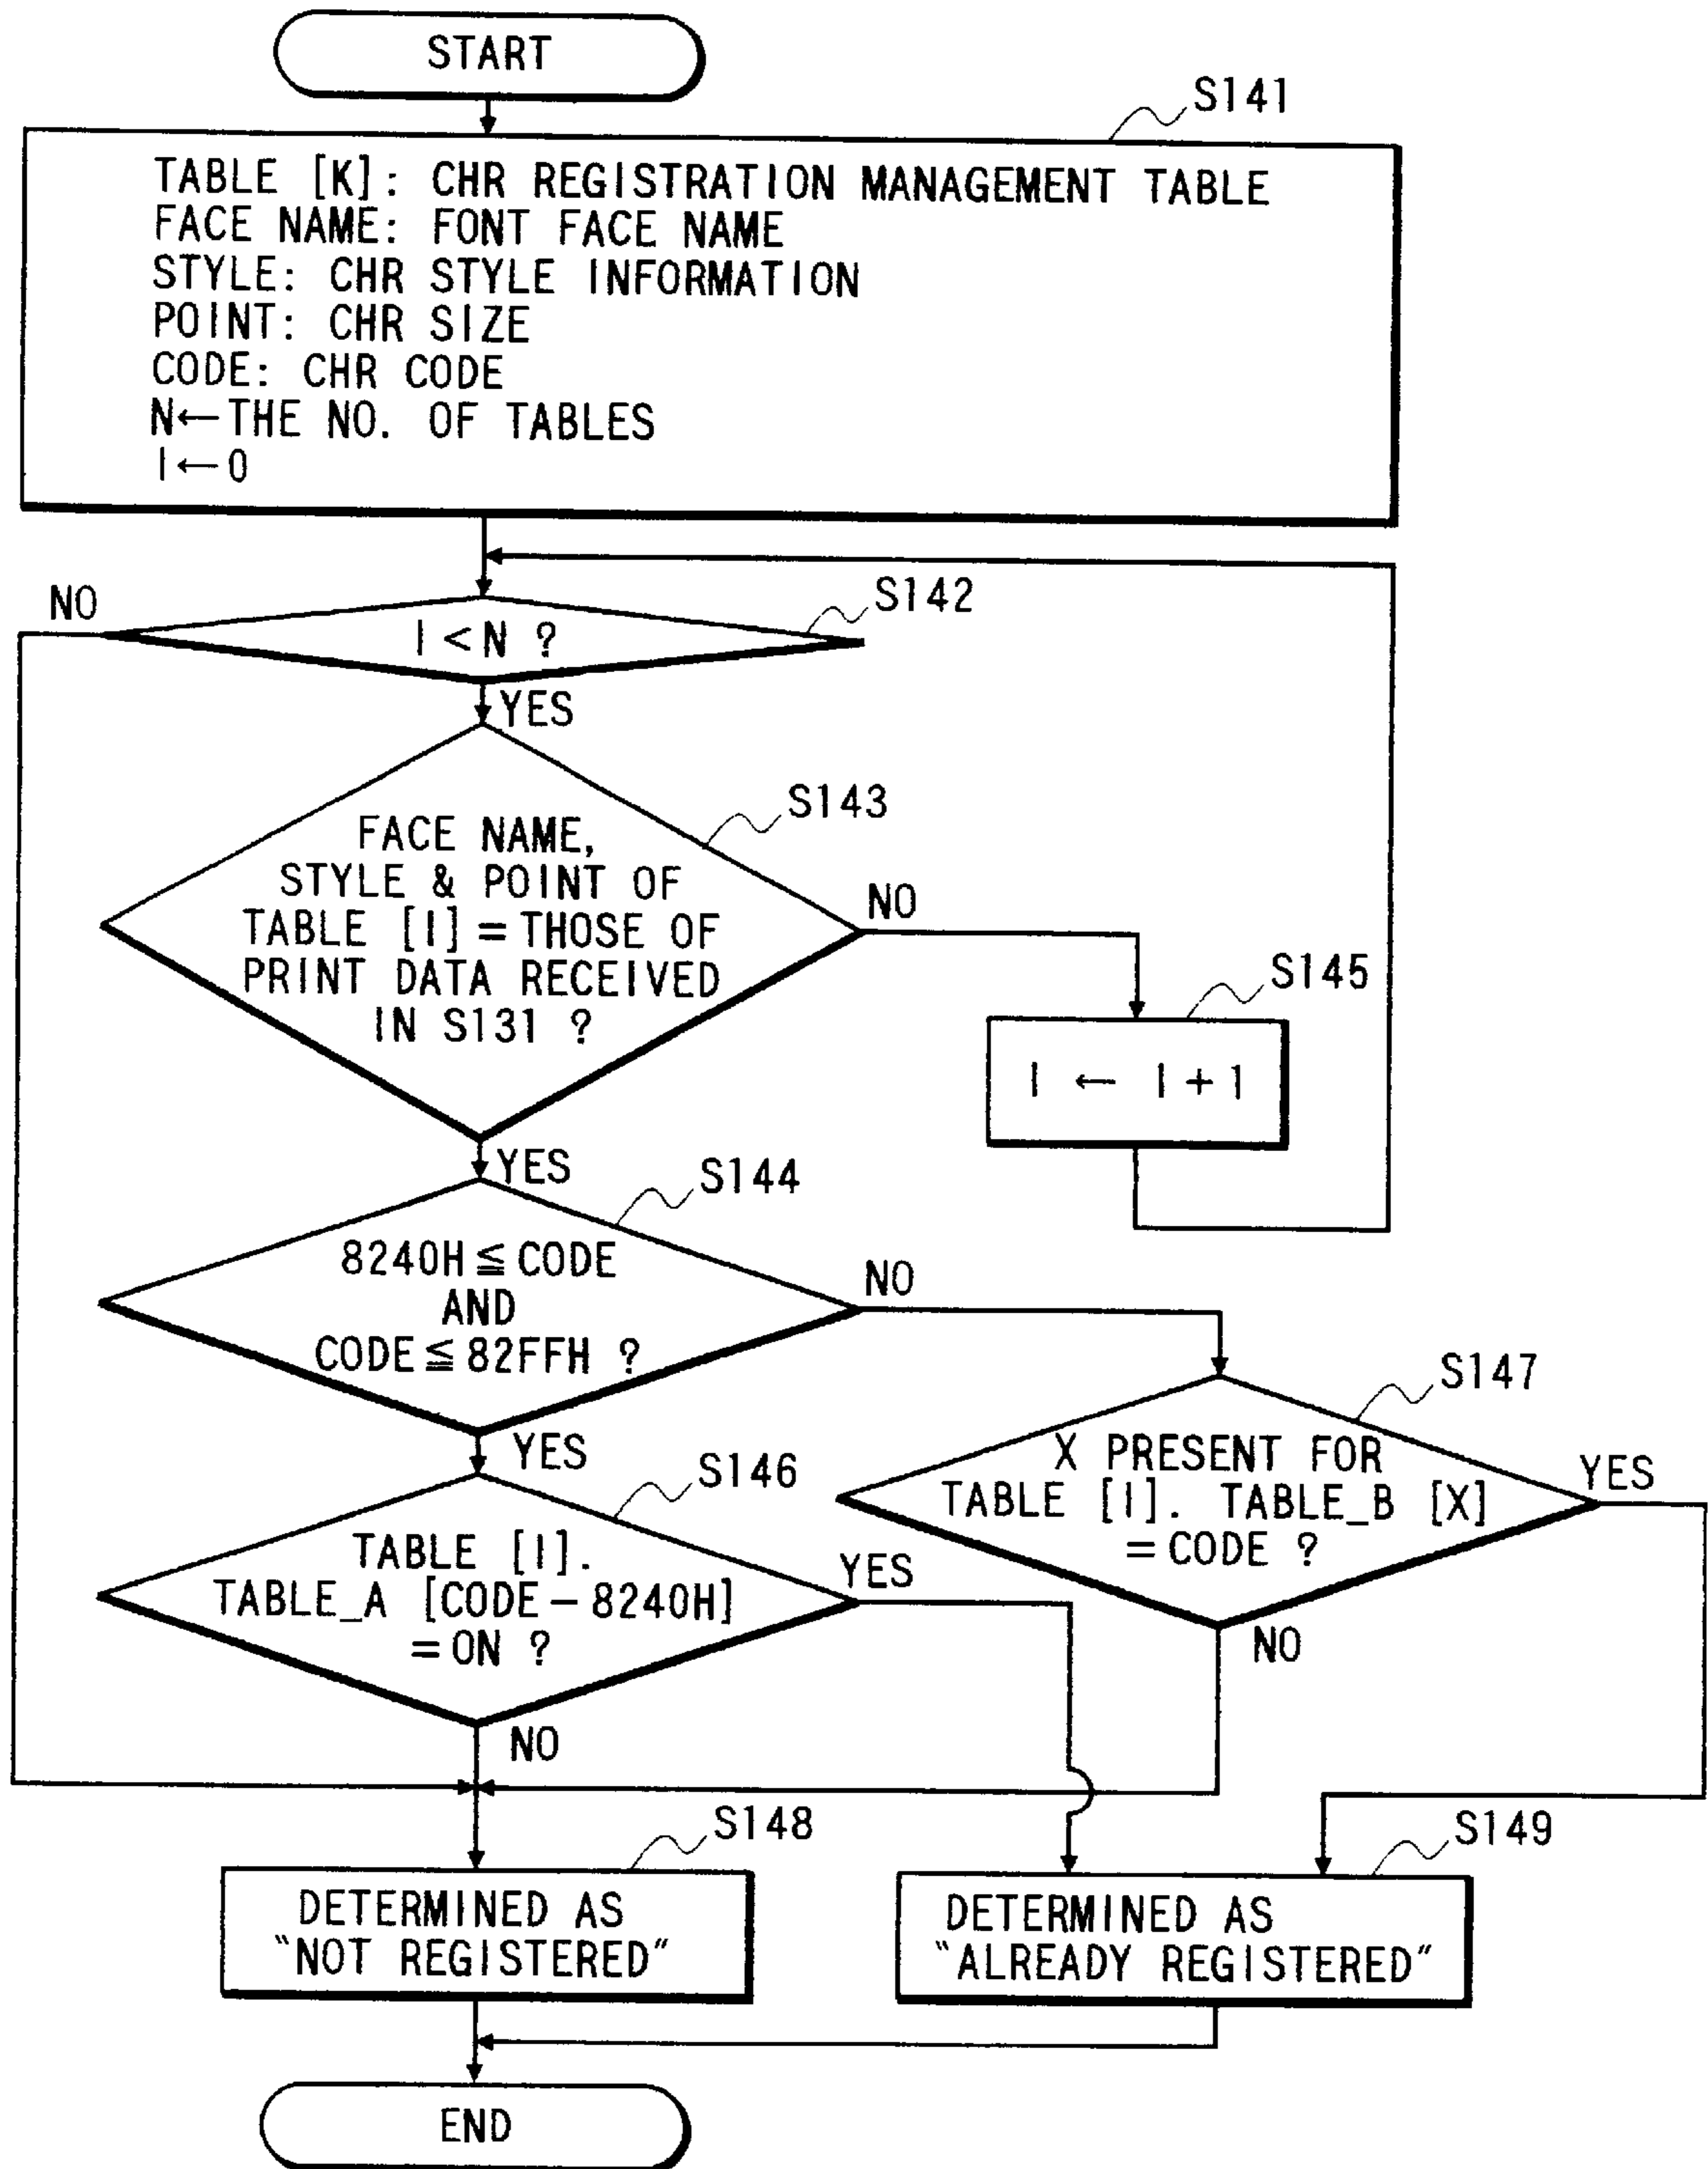 START
S141
TABLE [K]: CHR REGISTRATION MANAGEMENT TABLE
FACE NAME: FONT FACE NAME
STYLE: CHR STYLE INFORMATION
POINT: CHR SIZE
CODE: CHR CODE
N←THE NO. OF TABLES
I←0
S142
NO
I<N ?
YES
S143
FACE NAME,
STYLE & POINT OF
TABLE [I]=THOSE OF
PRINT DATA RECEIVED
IN S131 ?
NO
S145
I ← I+1
YES
S144
8240H≦CODE
AND
CODE≦82FFH ?
NO
S147
X PRESENT FOR
TABLE [I]. TABLE_B [X]
=CODE ?
YES
NO
YES
S146
TABLE [I].
TABLE_A [CODE-8240H]
=ON ?
YES
NO
S148
DETERMINED AS
"NOT REGISTERED"
S149
DETERMINED AS
"ALREADY REGISTERED"
END